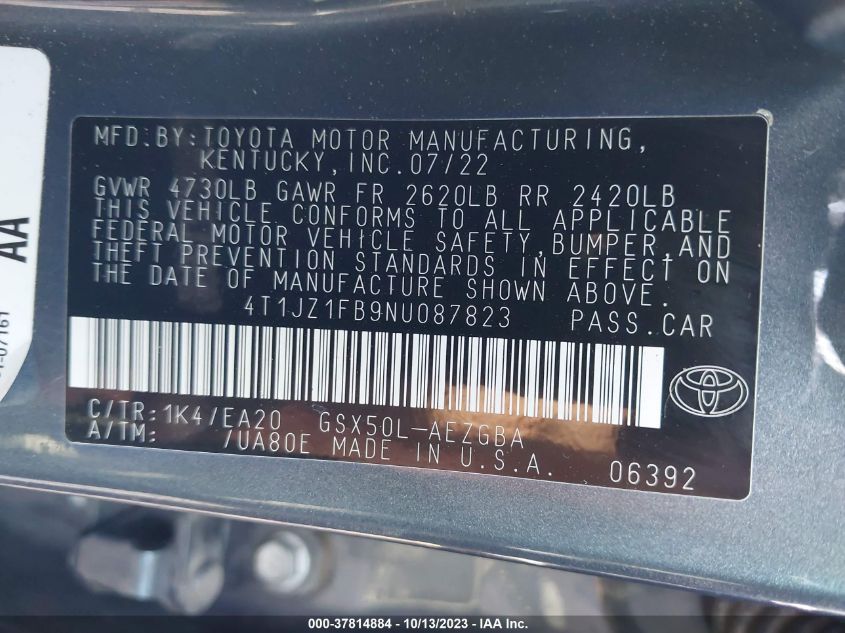 MFD.BY:TOYOTA MOTOR MANUFACTURING,
KENTUCKY,INC.07/22
GVWR 4730LB GAWR FR 2620LB RR 2420LB
THIS VEHICLE CONFORMS TO ALL APPLICABLE
FEDERAL MOTOR VEHICLE SAFETY,BUMPER,AND
THEFT PREVENTION STANDARDS IN EFFECT ON
THE DATE OF MANUFACTURE SHOWN ABOVE.
4T1JZ1FB9NU087823 PASS.CAR
C/TR:1K4/EA20 GSX50L-AEZGBA
A/TM: /UA80E MADE IN U.S.A. 06392
AA
000-37814884 - 10/13/2023 - IAA Inc.